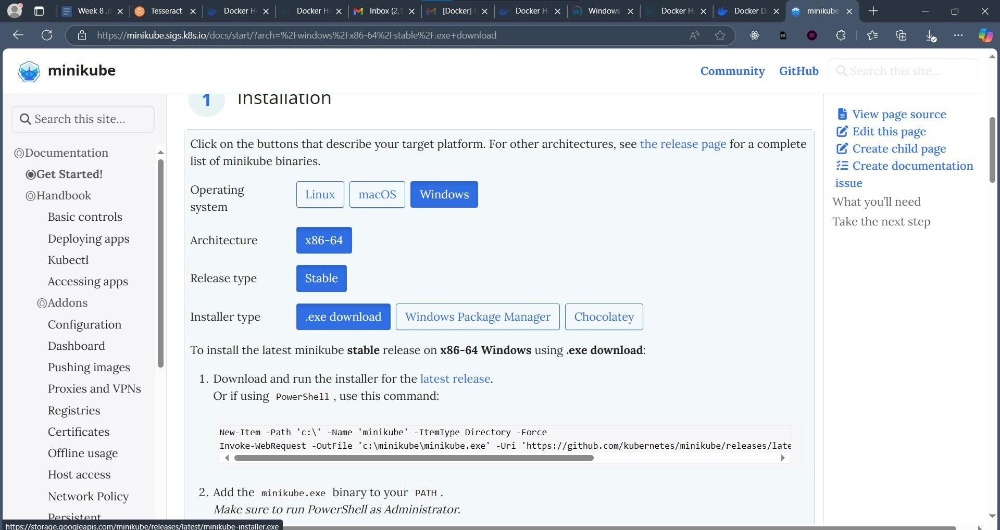 Week 8 .d
Tesseract
Docker H
Docker H
Inbox (2,1
[Docker]
Docker H
Windows
Docker H
Docker D
minikube
https://minikube.sigs.k8s.io/docs/start/?arch=%2Fwindows%2Fx86-64%2Fstable%2F.exe+download
minikube
Community
GitHub
Search this site...
Search this site...
Documentation
Get Started!
Handbook
Basic controls
Deploying apps
Kubectl
Accessing apps
Addons
Configuration
Dashboard
Pushing images
Proxies and VPNs
Registries
Certificates
Offline usage
Host access
Network Policy
Persistent
1 Installation
Click on the buttons that describe your target platform. For other architectures, see the release page for a complete
list of minikube binaries.
Operating
system
Linux
macOS
Windows
Architecture
x86-64
Release type
Stable
Installer type
.exe download
Windows Package Manager
Chocolatey
To install the latest minikube stable release on x86-64 Windows using .exe download:
1. Download and run the installer for the latest release.
Or if using PowerShell , use this command:
New-Item -Path 'c:\' -Name 'minikube' -ItemType Directory -Force
Invoke-WebRequest -OutFile 'c:\minikube\minikube.exe' -Uri 'https://github.com/kubernetes/minikube/releases/late
2. Add the minikube.exe binary to your PATH .
Make sure to run PowerShell as Administrator.
View page source
Edit this page
Create child page
Create documentation
issue
What you'll need
Take the next step
https://storage.googleapis.com/minikube/releases/latest/minikube-installer.exe